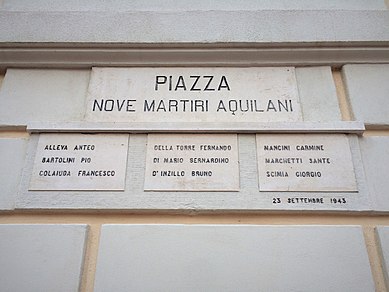 PIAZZA
NOVE MARTIRI AQUILANI
ALLEVA ANTEO
BARTOLINI PIO
COLAIUDA FRANCESCO
DELLA TORRE FERNANDO
DI MARIO BERNARDINO
D'INZILLO BRUNO
MANCINI CARMINE
MARCHETTI SANTE
SCIMIA GIORGIO
23 SETTEMBRE 1943